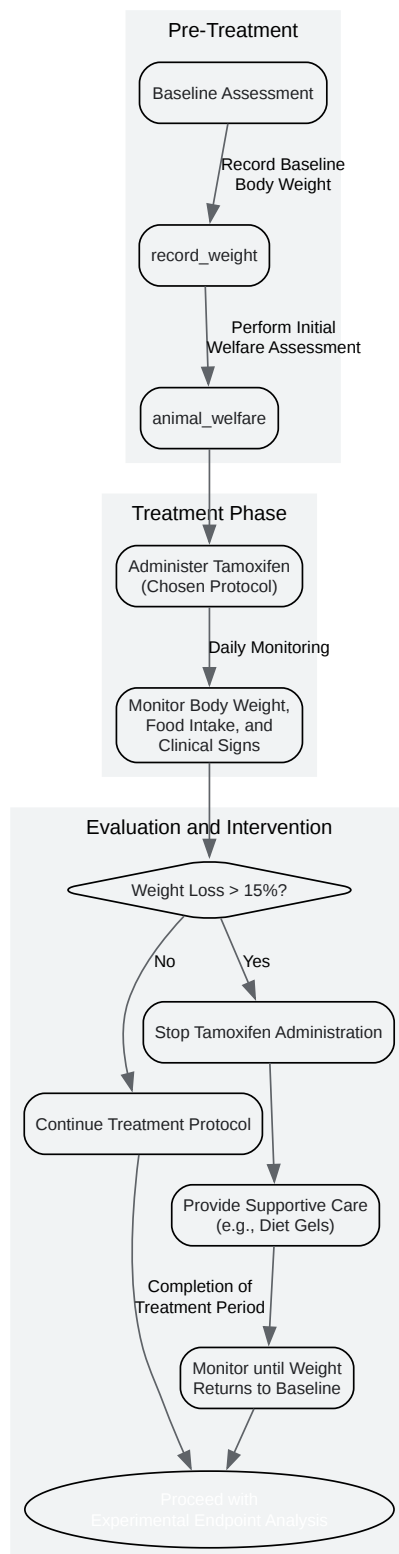 Pre-Treatment
Baseline Assessment
Record Baseline
Body Weight
record_weight
Perform Initial
Welfare Assessment
animal_welfare
Treatment Phase
Administer Tamoxifen
(Chosen Protocol)
Daily Monitoring
Monitor Body Weight,
Food Intake, and
Clinical Signs
Evaluation and Intervention
Weight Loss > 15%?
No
Yes
Stop Tamoxifen Administration
Continue Treatment Protocol
Provide Supportive Care
(e.g., Diet Gels)
Completion of
Treatment Period
Monitor until Weight
Returns to Baseline
Proceed with
Experimental Endpoint Analysis